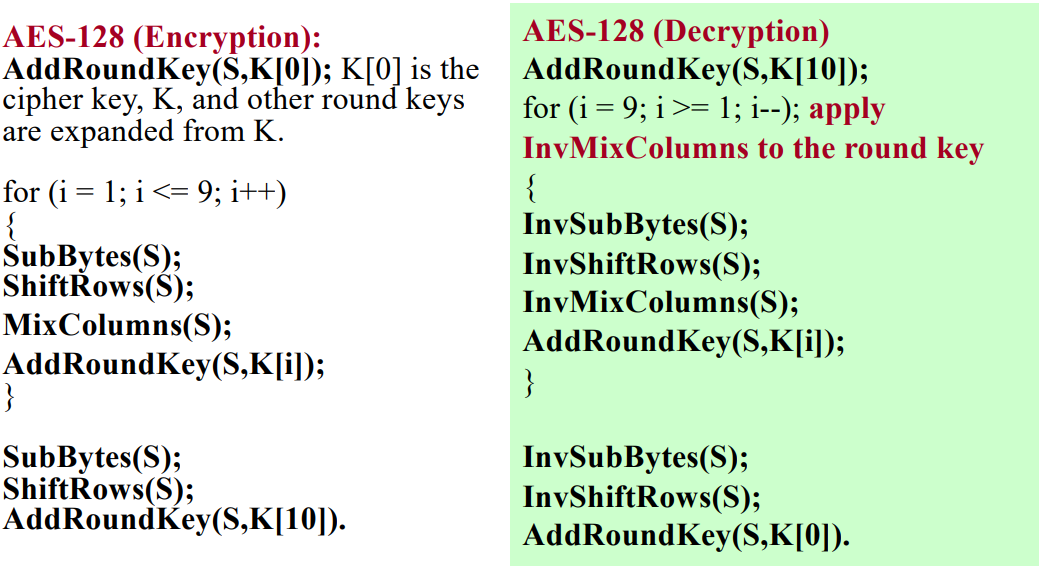 AES-128 (Encryption):
AddRoundKey(S,K[0]); K[0] is the
cipher key, K, and other round keys
are expanded from K.
for (i = 1; i <= 9; i++)
{
SubBytes(S);
ShiftRows(S);
MixColumns(S);
AddRoundKey(S,K[i]);
}
SubBytes(S);
ShiftRows(S);
AddRoundKey(S,K[10]).
AES-128 (Decryption)
AddRoundKey(S,K[10]);
for (i = 9; i >= 1; i--); apply
InvMixColumns to the round key
{
InvSubBytes(S);
InvShiftRows(S);
InvMixColumns(S);
AddRoundKey(S,K[i]);
}
InvSubBytes(S);
InvShiftRows(S);
AddRoundKey(S,K[0]).